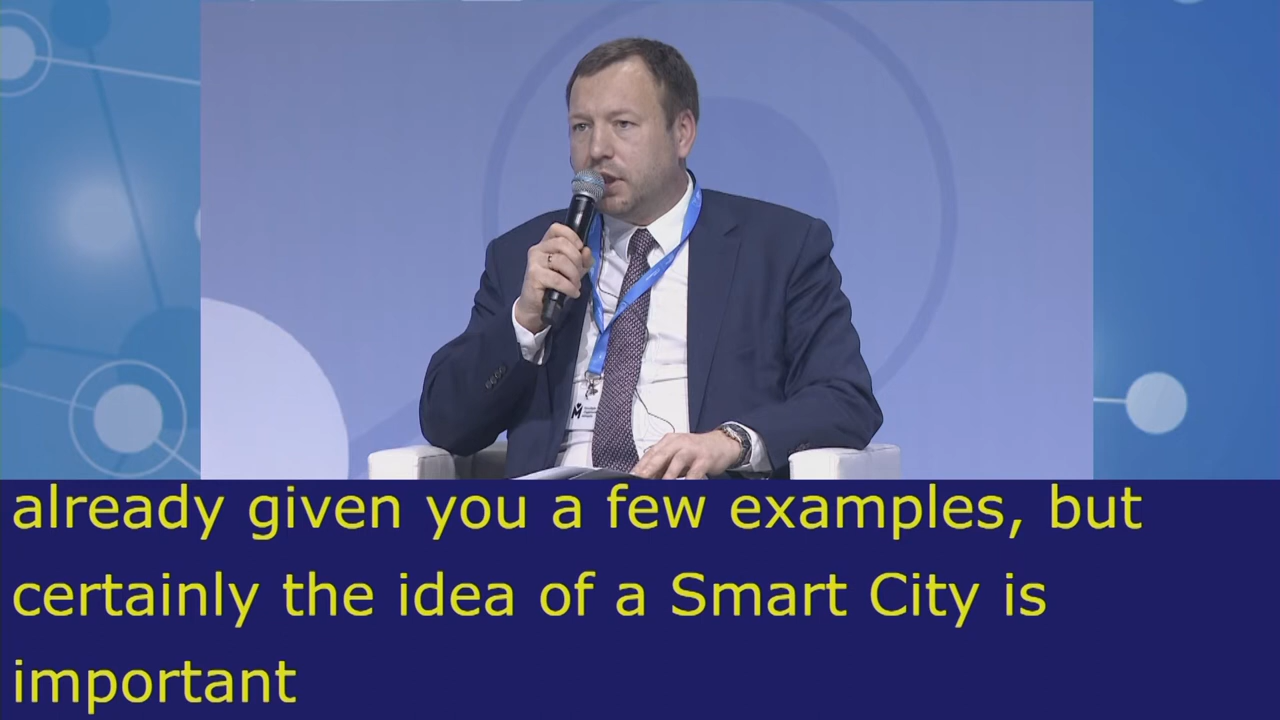 already given you a few examples, but
certainly the idea of a Smart City is
important